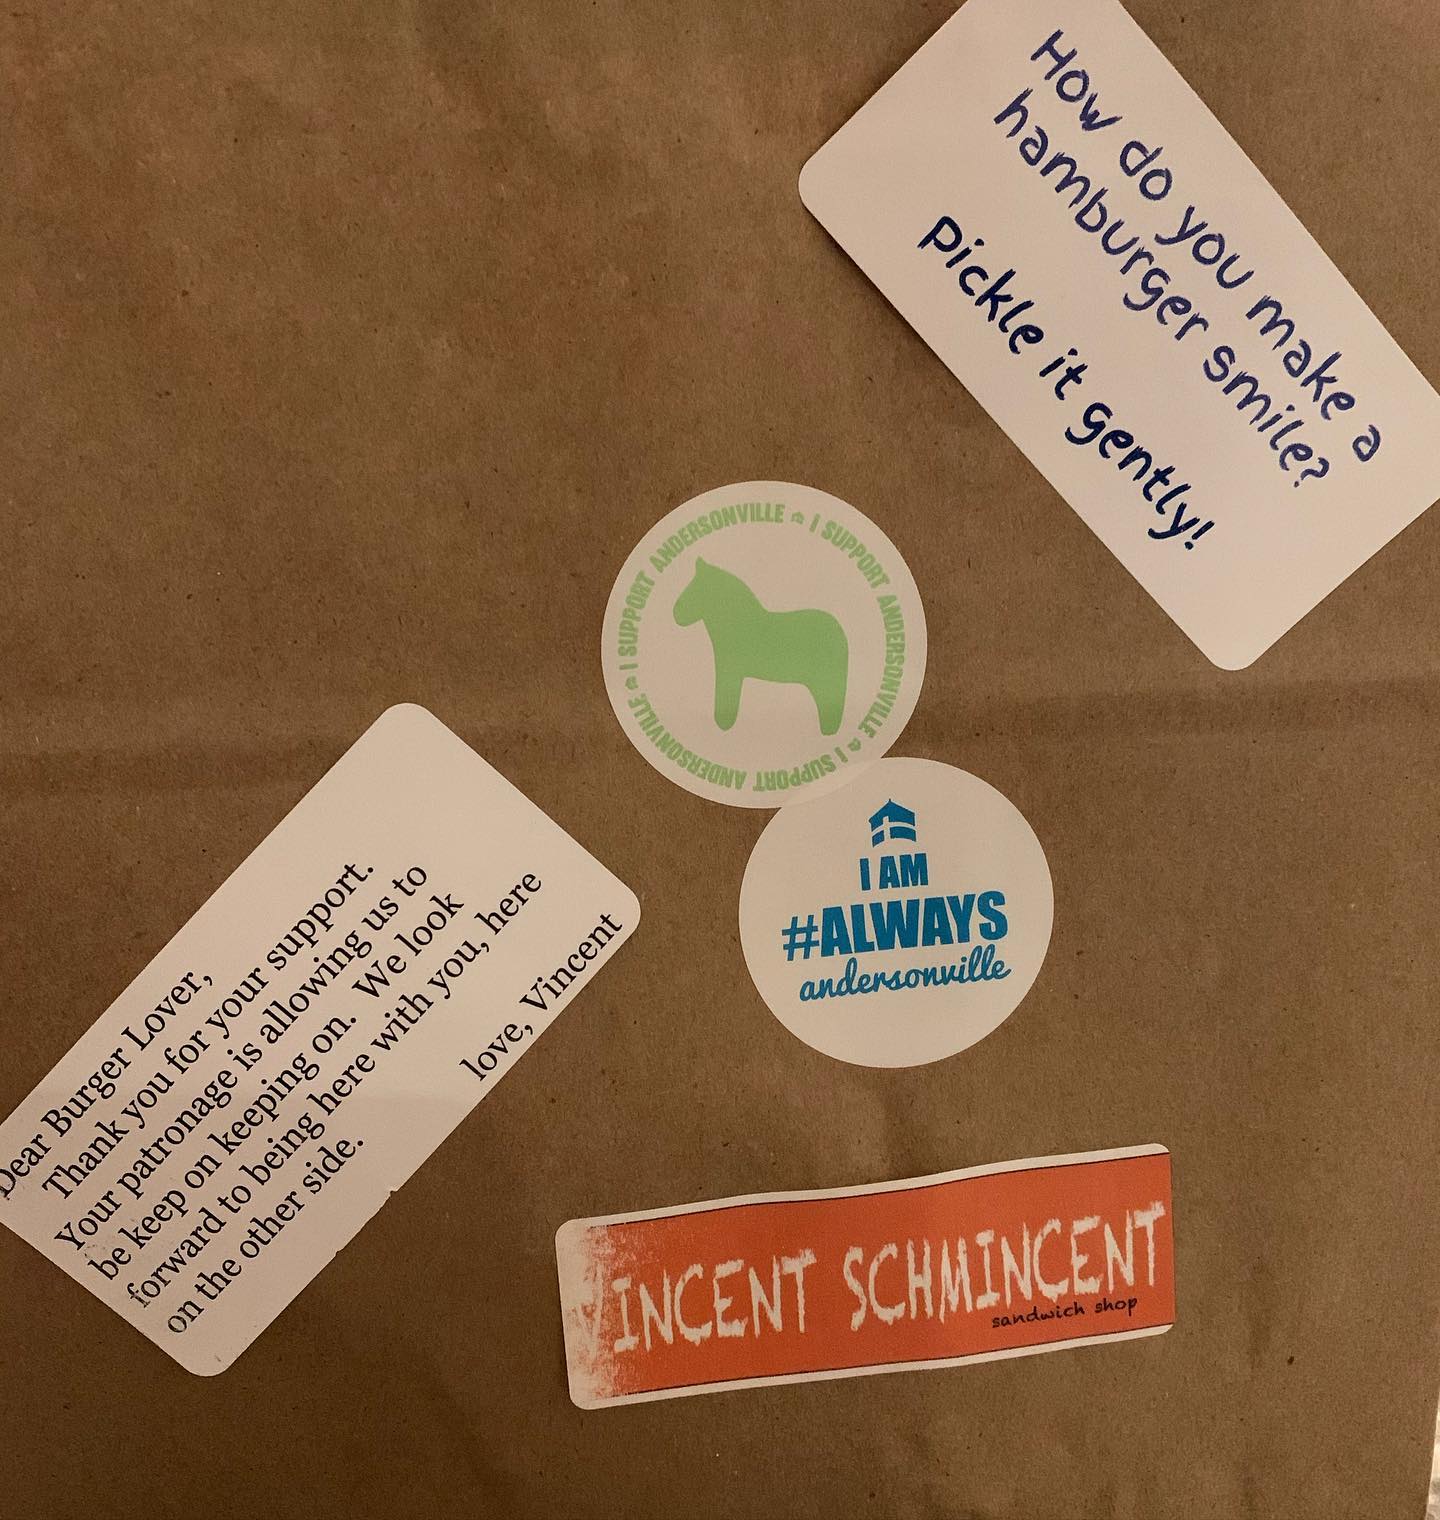 How do you make a
hamburger smile?
Pickle it gently!
I SUPPORT ANDERSONVILLE I SUPPORT ANDERSONVILLE I SUPPORT ANDERSONVILLE
I AM
#ALWAYS
andersonville
Dear Burger Lover,
Thank you for your support.
Your patronage is allowing us to
be keep on keeping on. We look
forward to being here with you, here
on the other side.
love, Vincent
VINCENT SCHMINCENT
sandwich shop